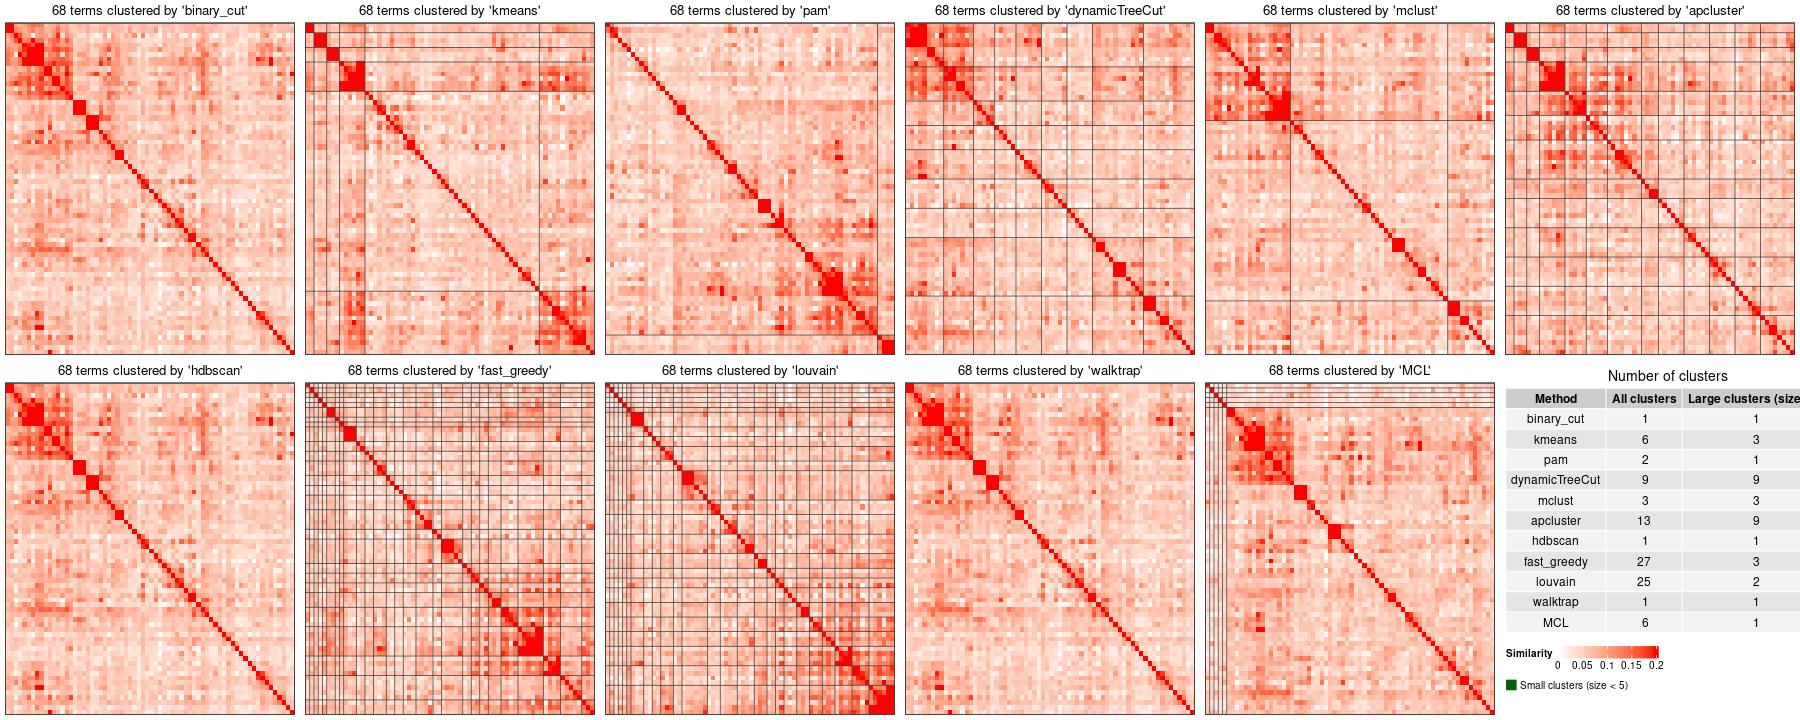 68 terms clustered by 'binary_cut'
68 terms clustered by 'kmeans'
68 terms clustered by 'pam'
68 terms clustered by 'dynamicTreeCut'
68 terms clustered by 'mclust'
68 terms clustered by 'apcluster'
68 terms clustered by 'hdbscan'
68 terms clustered by 'fast_greedy'
68 terms clustered by 'louvain'
68 terms clustered by 'walktrap'
68 terms clustered by 'MCL'
Number of clusters
Method All clusters Large clusters (size
binary_cut 1 1
kmeans 6 3
pam 2 1
dynamicTreeCut 9 9
mclust 3 3
apcluster 13 9
hdbscan 1 1
fast_greedy 27 3
louvain 25 2
walktrap 1 1
MCL 6 1
Similarity
0 0.05 0.1 0.15 0.2
Small clusters (size < 5)